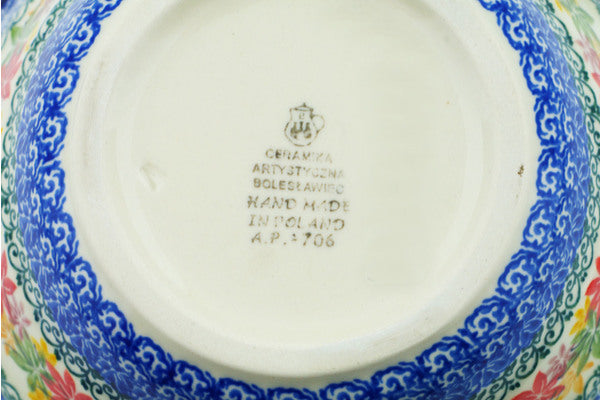 CERAMIKA
ARTYSTYCZNA
BOLESŁAWIEC
HAND MADE
IN POLAND
A.P.